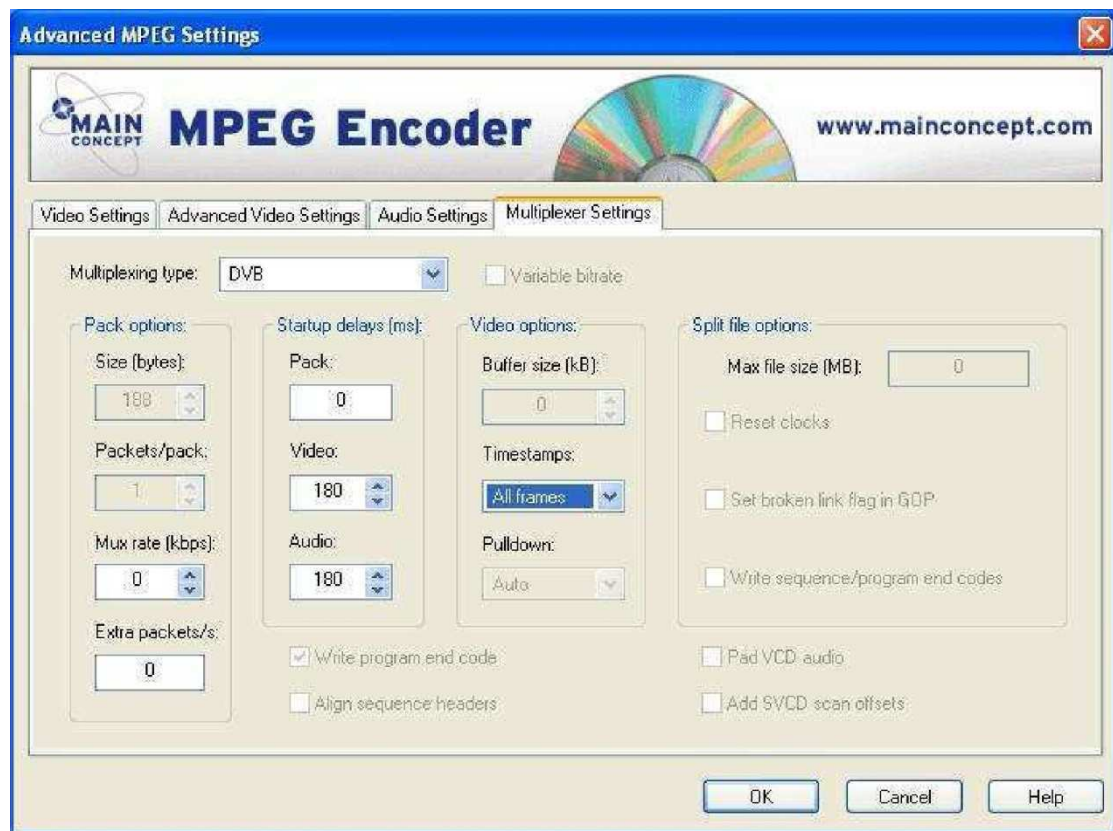 Advanced MPEG Settings
MAIN CONCEPT
MPEG Encoder
www.mainconcept.com
Video Settings
Advanced Video Settings
Audio Settings
Multiplexer Settings
Multiplexing type:
DVB
Variable bitrate
Pack options:
Size (bytes):
188
Packets/pack:
1
Mux rate (kbps):
0
Extra packets/s:
0
Startup delays (ms):
Pack:
0
Video:
180
Audio:
180
Video options:
Buffer size (kB):
0
Timestamps:
All frames
Pulldown:
Auto
Split file options:
Max file size (MB):
0
Reset clocks
Set broken link flag in GOP
Write sequence/program end codes
Write program end code
Align sequence headers
Pad VCD audio
Add SVCD scan offsets
OK
Cancel
Help